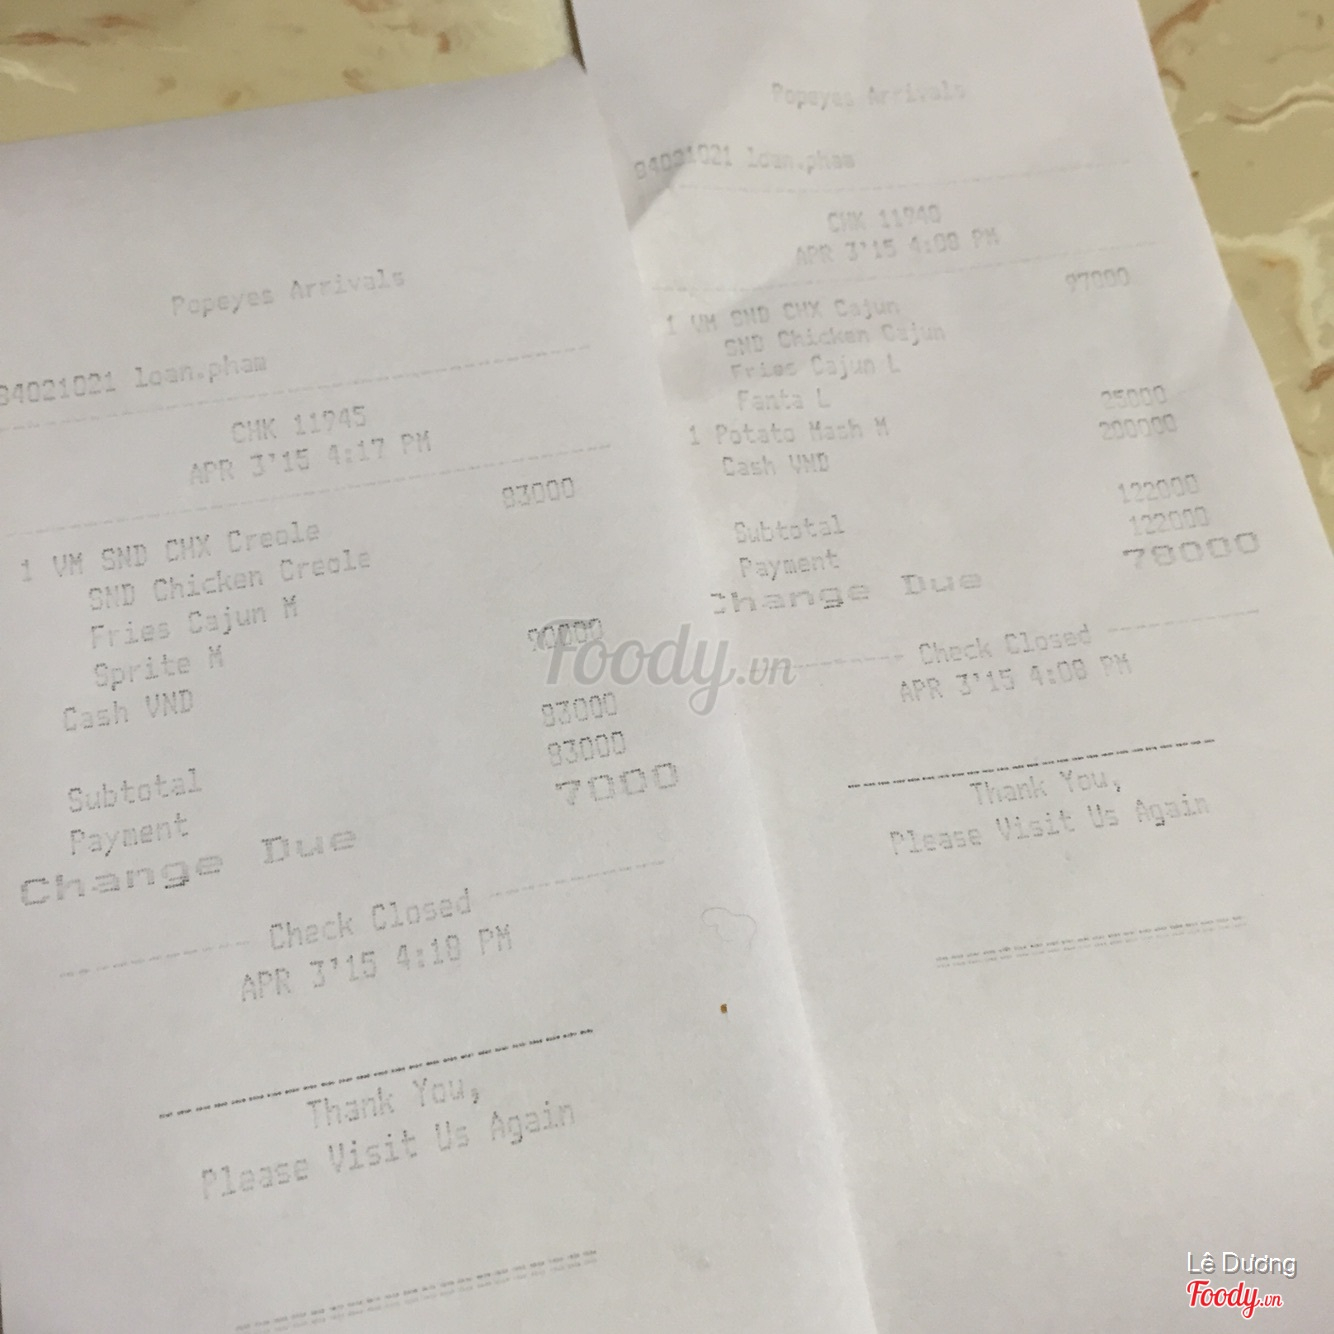 Popeyes Arrivals
84021021 loan.pham
CHK 11945
APR 3'15 4:17 PM
1 VM SND CHX Creole 83000
SND Chicken Creole
Fries Cajun M
Sprite M
Cash VND 90000
Subtotal 83000
Payment 83000
Change Due 7000
Check Closed
APR 3'15 4:18 PM
Thank You,
Please Visit Us Again
Popeyes Arrivals
84021021 loan.pham
CHK 11940
APR 3'15 4:08 PM
1 VM SND CHX Cajun 97000
SND Chicken Cajun
Fries Cajun L
Fanta L
1 Potato Mash M 25000
Cash VND 200000
Subtotal 122000
Payment 122000
Change Due 78000
Check Closed
APR 3'15 4:08 PM
Thank You,
Please Visit Us Again
Foody.vn
Lê Dương
Foody.vn